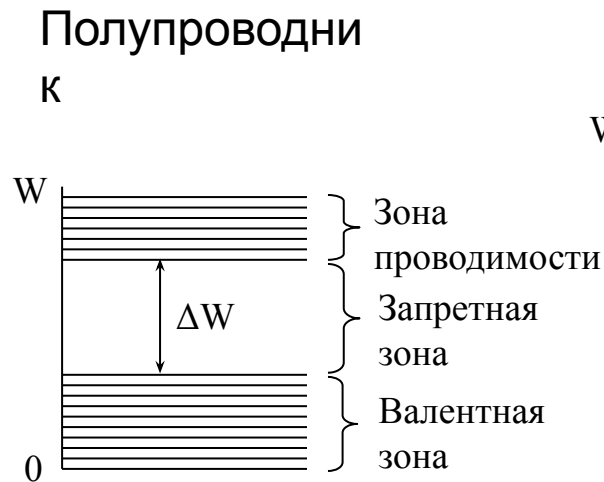 Полупроводни
к
W
W
Зона
проводимости
ΔW
Запретная
зона
Валентная
зона
0